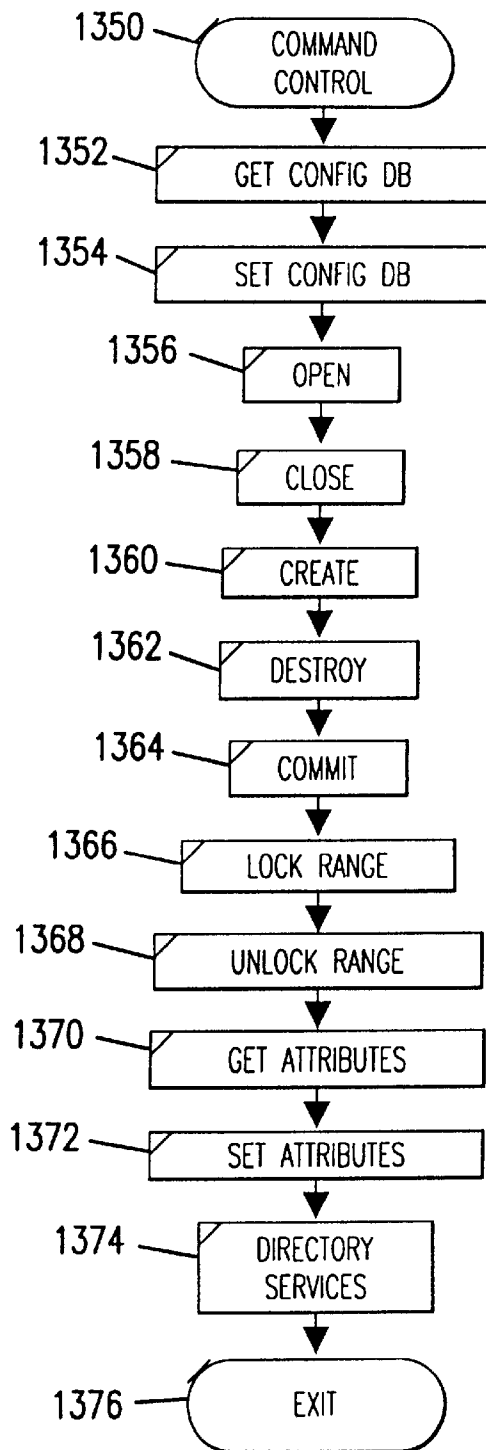 1350
COMMAND
CONTROL
1352
GET CONFIG DB
1354
SET CONFIG DB
1356
OPEN
1358
CLOSE
1360
CREATE
1362
DESTROY
1364
COMMIT
1366
LOCK RANGE
1368
UNLOCK RANGE
1370
GET ATTRIBUTES
1372
SET ATTRIBUTES
1374
DIRECTORY
SERVICES
1376
EXIT